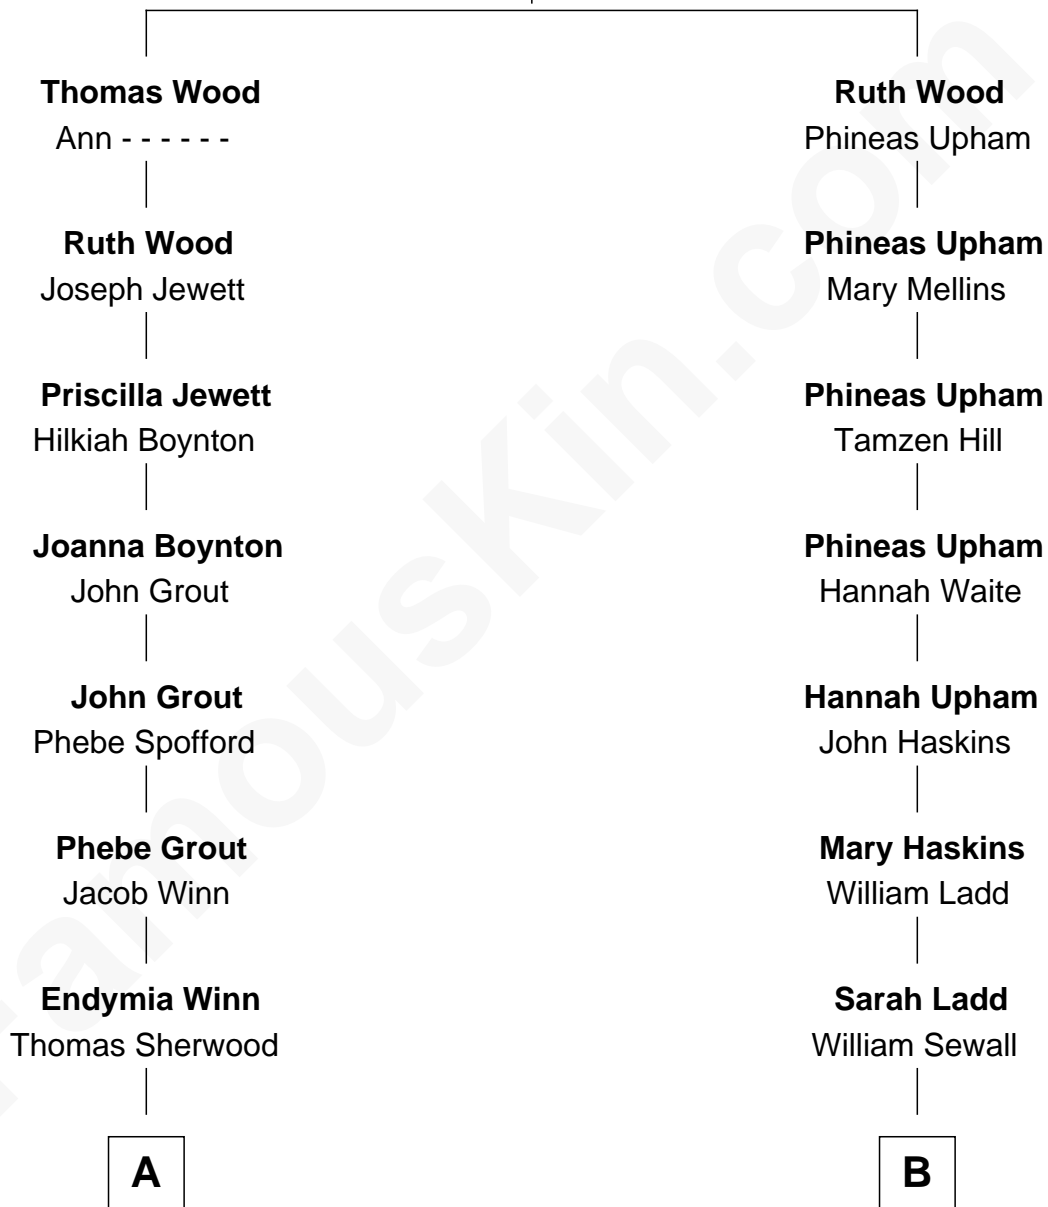 Thomas Wood
Ann - - - - - -
Ruth Wood
Joseph Jewett
Priscilla Jewett
Hilkiah Boynton
Joanna Boynton
John Grout
John Grout
Phebe Spofford
Phebe Grout
Jacob Winn
Endymia Winn
Thomas Sherwood
A
Ruth Wood
Phineas Upham
Phineas Upham
Mary Mellins
Phineas Upham
Tamzen Hill
Phineas Upham
Hannah Waite
Hannah Upham
John Haskins
Mary Haskins
William Ladd
Sarah Ladd
William Sewall
B
FamousKin.com